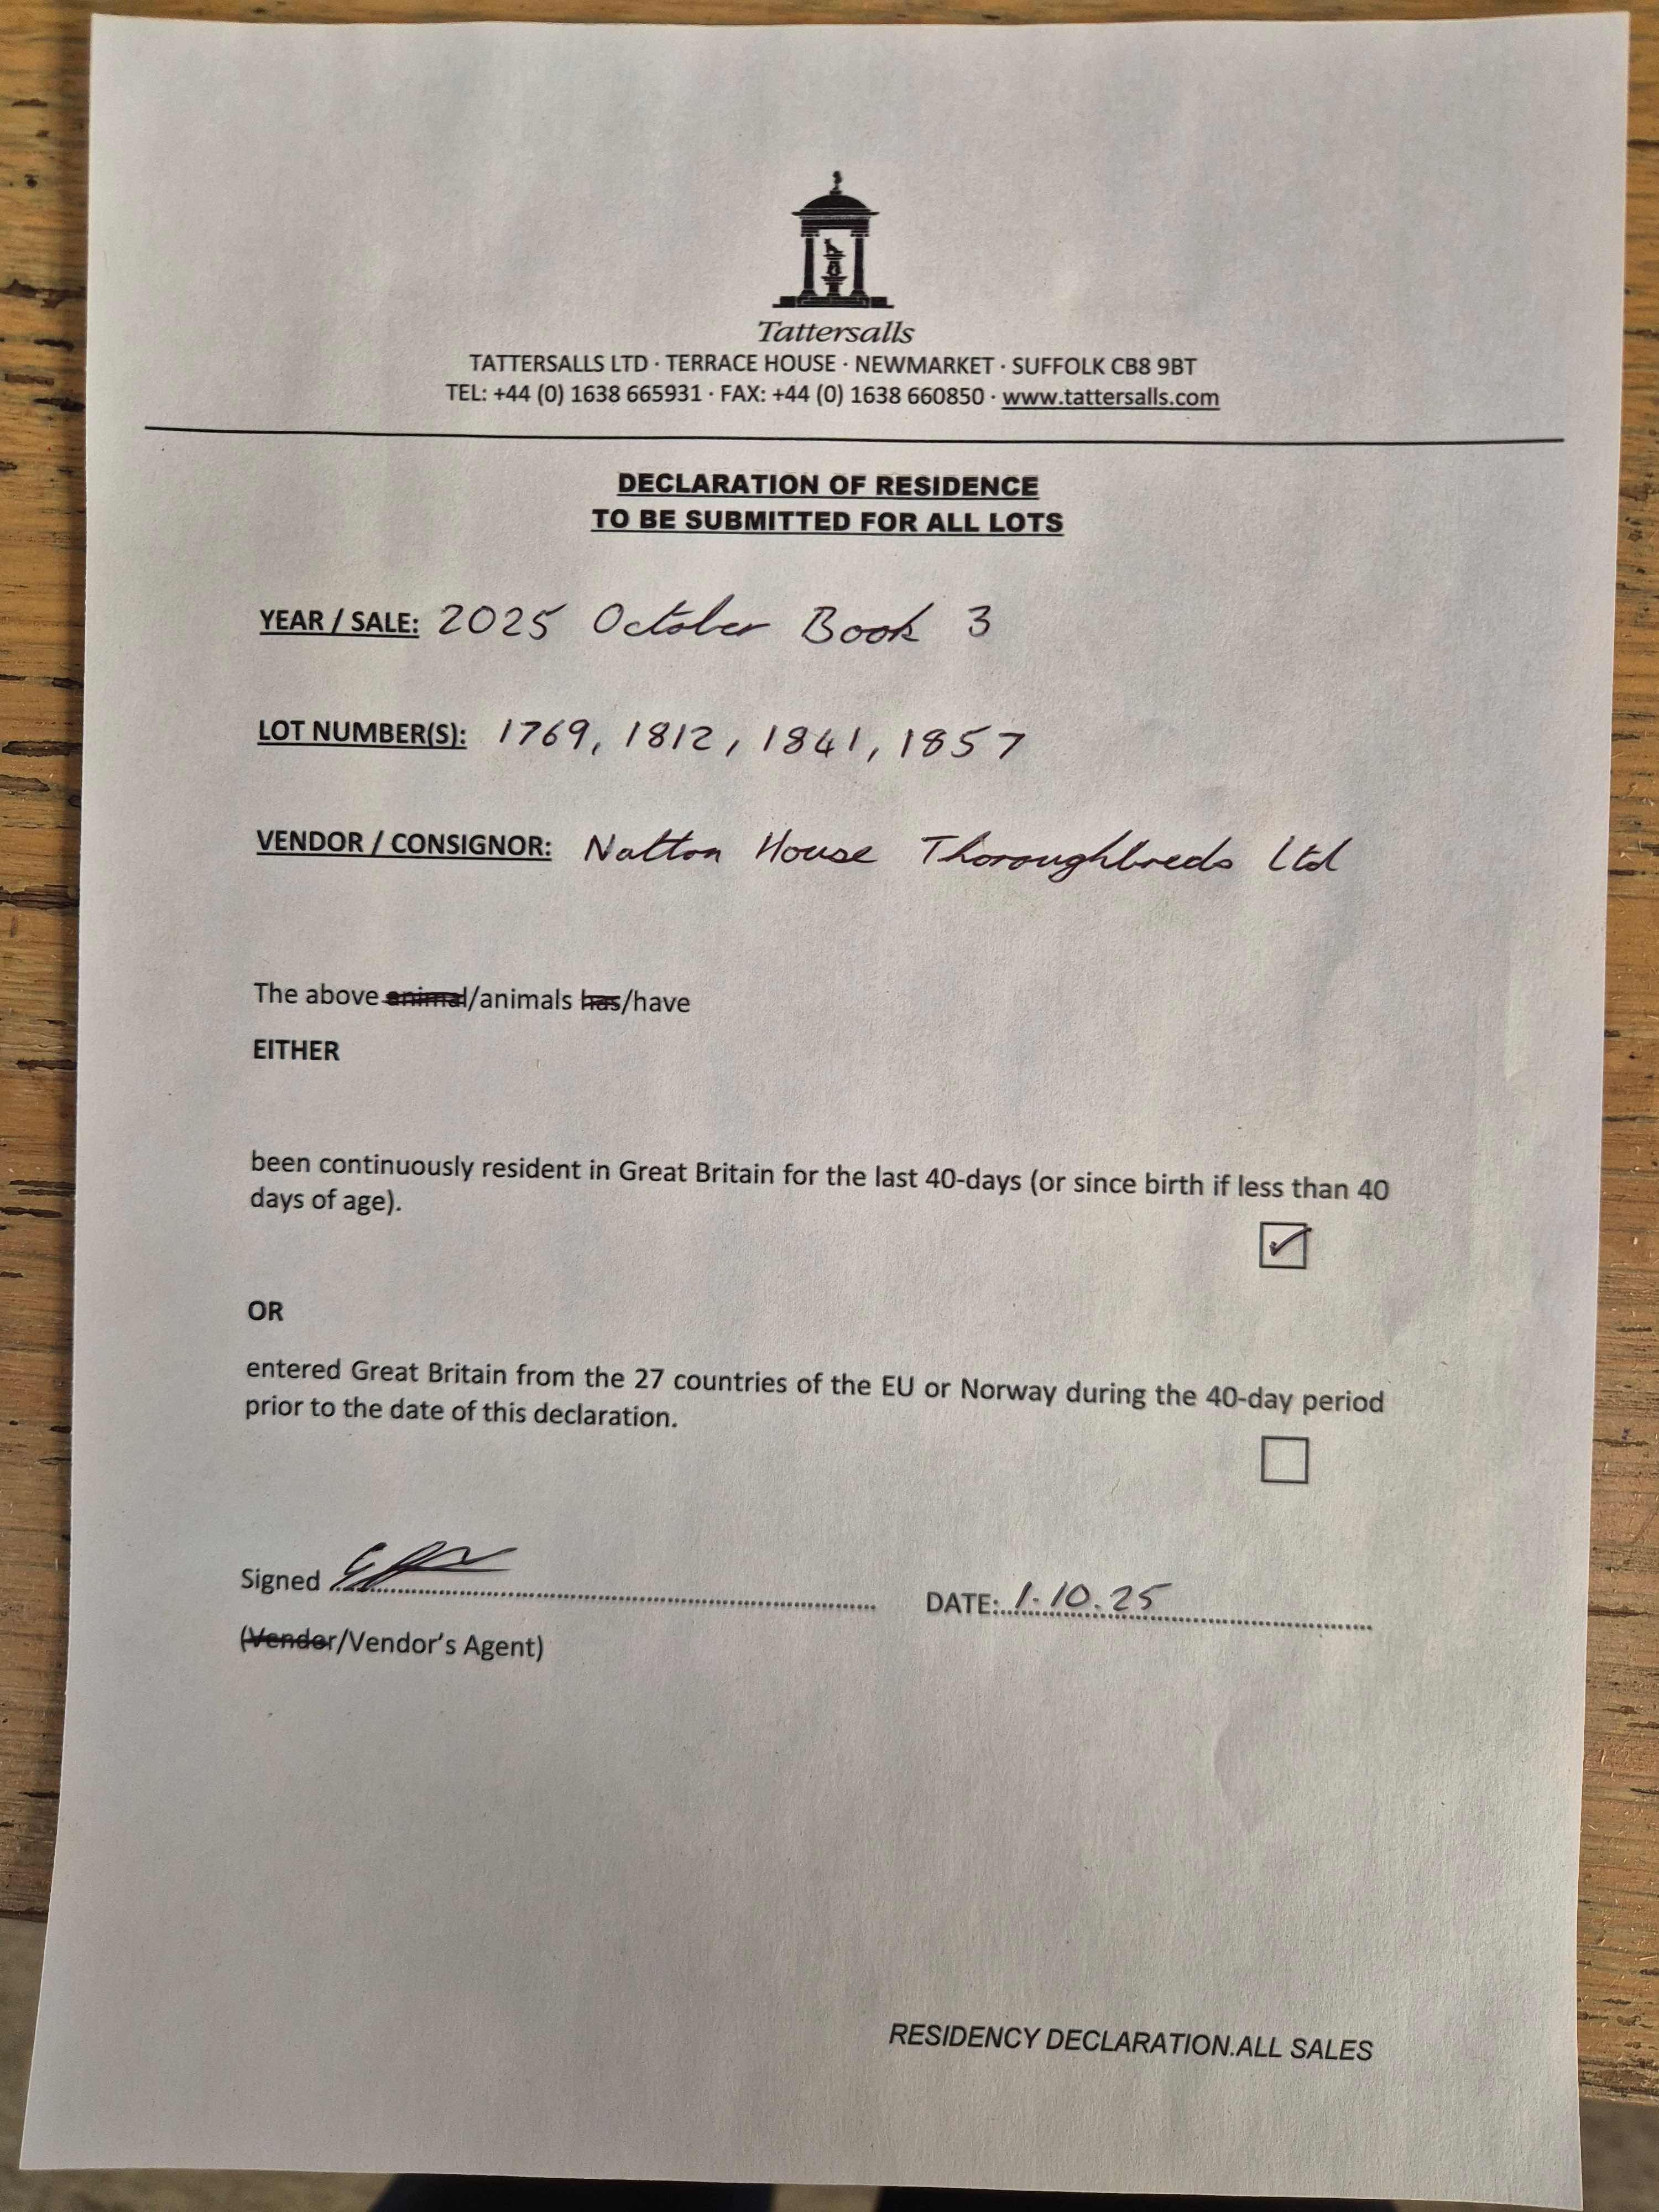 Tattersalls
TATTERSALLS LTD · TERRACE HOUSE · NEWMARKET · SUFFOLK CB8 9BT
TEL: +44 (0) 1638 665931 · FAX: +44 (0) 1638 660850 · www.tattersalls.com
DECLARATION OF RESIDENCE
TO BE SUBMITTED FOR ALL LOTS
YEAR / SALE: 2025 October Book 3
LOT NUMBER(S): 1769, 1812, 1841, 1857
VENDOR / CONSIGNOR: Natton House Thoroughbreds Ltd
The above animal/animals has/have
EITHER
been continuously resident in Great Britain for the last 40-days (or since birth if less than 40
days of age).
OR
entered Great Britain from the 27 countries of the EU or Norway during the 40-day period
prior to the date of this declaration.
Signed DATE: 1.10.25
(Vendor/Vendor's Agent)
RESIDENCY DECLARATION.ALL SALES